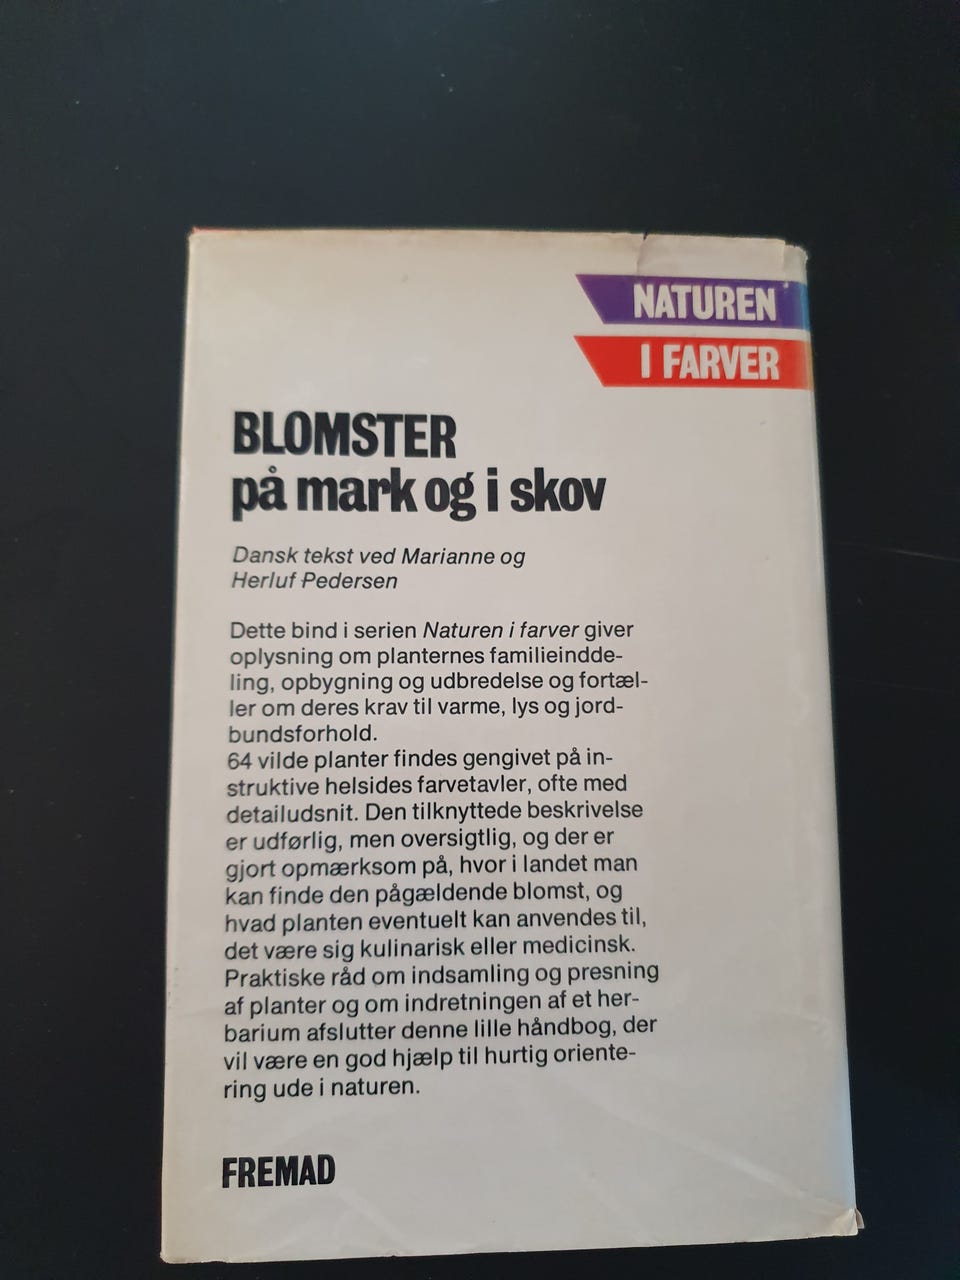 NATUREN
I FARVER
BLOMSTER
på mark og i skov
Dansk tekst ved Marianne og
Herluf Pedersen
Dette bind i serien Naturen i farver giver
oplysning om planternes familieindde-
ling, opbygning og udbredelse og fortæl-
ler om deres krav til varme, lys og jord-
bundsforhold.
64 vilde planter findes gengivet på in-
struktive helsides farvetavler, ofte med
detailudsnit. Den tilknyttede beskrivelse
er udførlig, men oversigtlig, og der er
gjort opmærksom på, hvor i landet man
kan finde den pågældende blomst, og
hvad planten eventuelt kan anvendes til,
det være sig kulinarisk eller medicinsk.
Praktiske råd om indsamling og presning
af planter og om indretningen af et her-
barium afslutter denne lille håndbog, der
vil være en god hjælp til hurtig oriente-
ring ude i naturen.
FREMAD